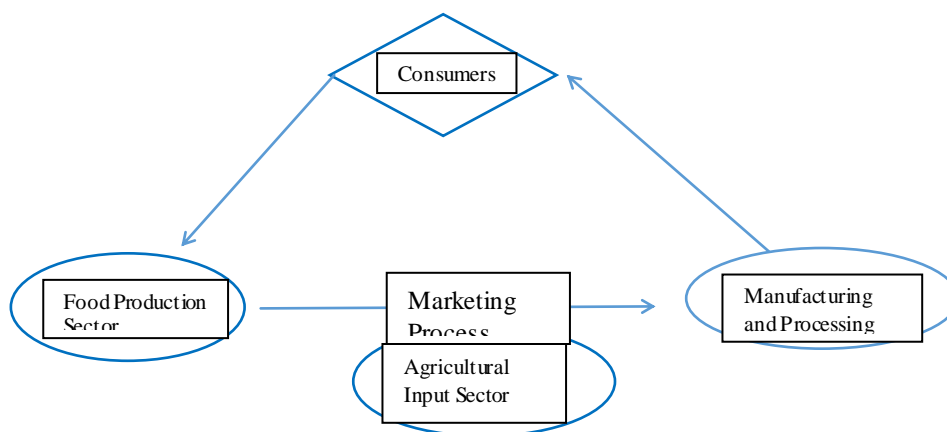 Consumers
Food Production
Sector
Marketing
Process
Manufacturing
and Processing
Agricultural
Input Sector